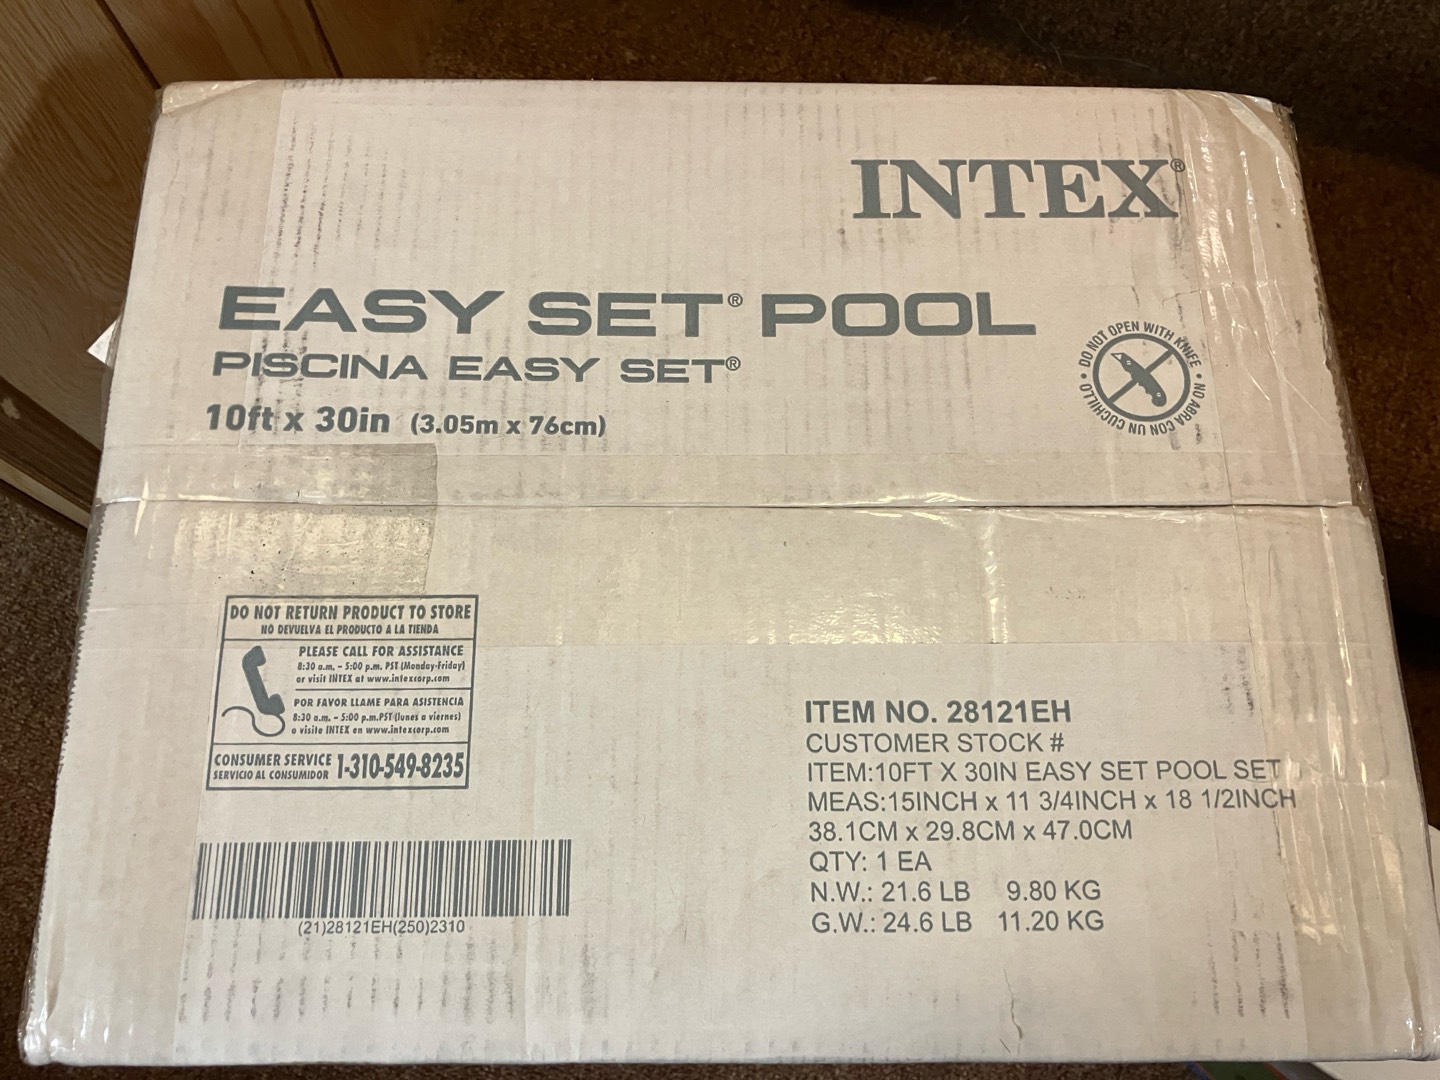 INTEX®
EASY SET® POOL
PISCINA EASY SET®
10ft x 30in (3.05m x 76cm)
• DO NOT OPEN WITH KNIFE • NO ABRA CON UN CUCHILLO
DO NOT RETURN PRODUCT TO STORE
NO DEVUELVA EL PRODUCTO A LA TIENDA
PLEASE CALL FOR ASSISTANCE
8:30 a.m. – 5:00 p.m. PST (Monday-Friday)
or visit INTEX at www.intexcorp.com
POR FAVOR LLAME PARA ASISTENCIA
8:30 a.m. – 5:00 p.m.PST (lunes a viernes)
o visite INTEX en www.intexcorp.com
CONSUMER SERVICE
SERVICIO AL CONSUMIDOR
1-310-549-8235
(21)28121EH(250)2310
ITEM NO. 28121EH
CUSTOMER STOCK #
ITEM:10FT X 30IN EASY SET POOL SET
MEAS:15INCH x 11 3/4INCH x 18 1/2INCH
38.1CM x 29.8CM x 47.0CM
QTY: 1 EA
N.W.: 21.6 LB 9.80 KG
G.W.: 24.6 LB 11.20 KG